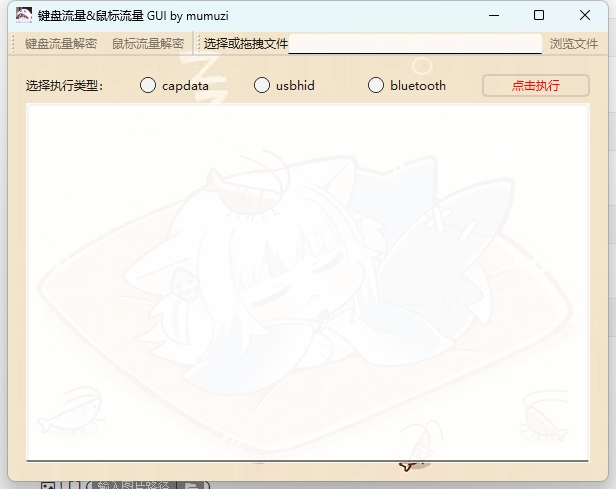 键盘流量&鼠标流量 GUI by mumuzi
键盘流量解密 鼠标流量解密 选择或拖拽文件 浏览文件
选择执行类型： capdata usbhid bluetooth 点击执行